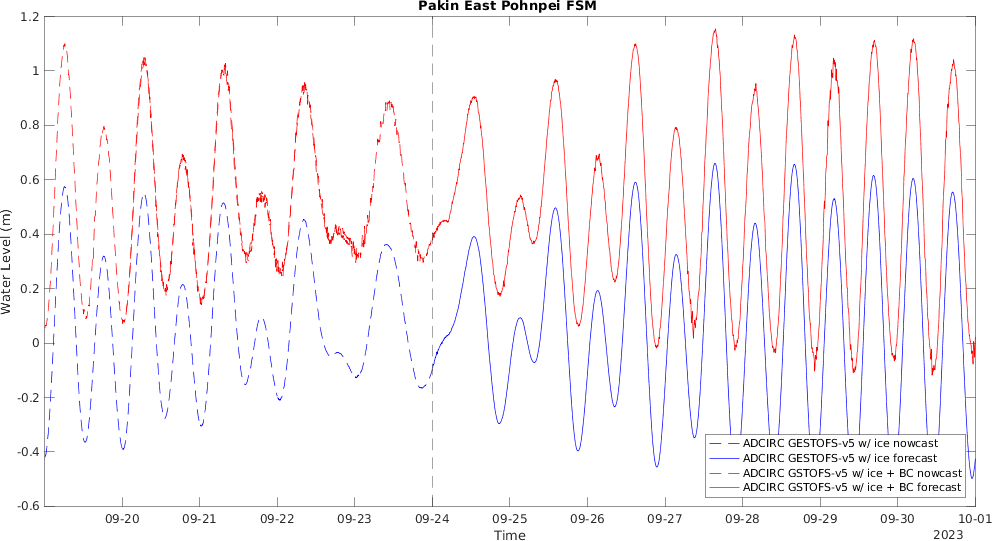 Pakin East Pohnpei FSM
1.2
1
0.8
0.6
0.4
0.2
0
-0.2
-0.4
-0.6
Water Level (m)
ADCIRC GESTOFS-v5 w/ ice nowcast
ADCIRC GESTOFS-v5 w/ ice forecast
ADCIRC GSTOFS-v5 w/ ice + BC nowcast
ADCIRC GSTOFS-v5 w/ ice + BC forecast
09-20 09-21 09-22 09-23 09-24 09-25 09-26 09-27 09-28 09-29 09-30 10-01
Time
2023